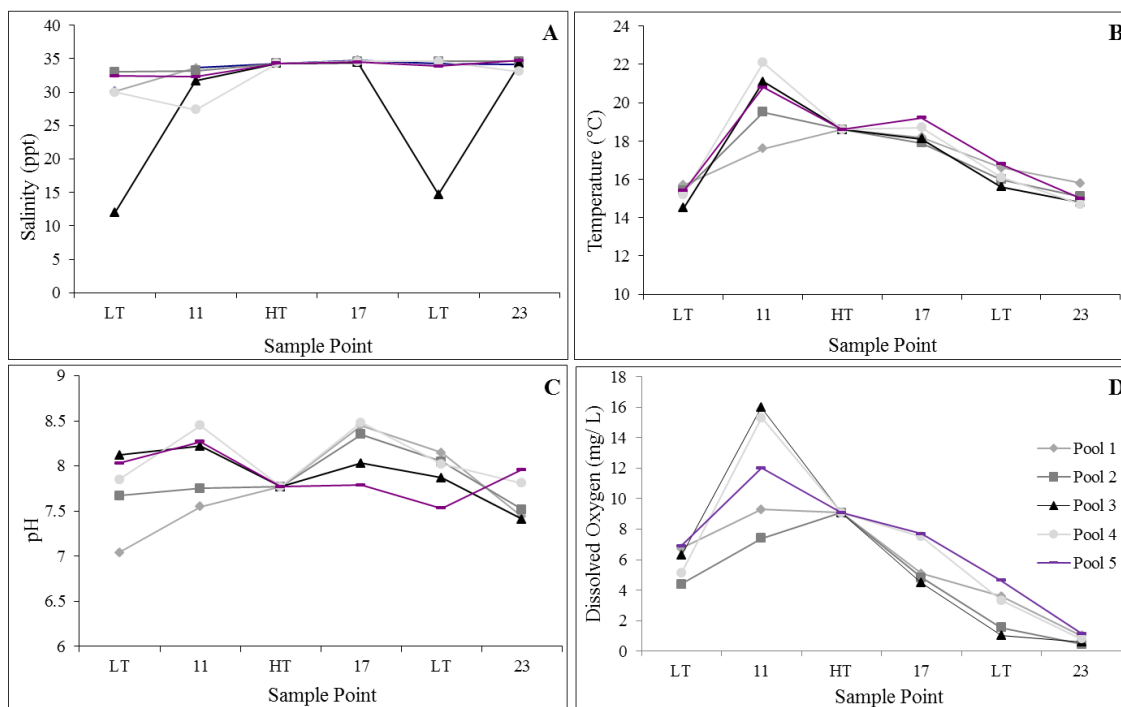 A
40
35
30
25
20
15
10
5
0
Salinity (ppt)
LT 11 HT 17 LT 23
Sample Point
B
24
22
20
18
16
14
12
10
Temperature (°C)
LT 11 HT 17 LT 23
Sample Point
C
9
8.5
8
7.5
7
6.5
6
pH
LT 11 HT 17 LT 23
Sample Point
D
18
16
14
12
10
8
6
4
2
0
Dissolved Oxygen (mg/ L)
LT 11 HT 17 LT 23
Sample Point
Pool 1
Pool 2
Pool 3
Pool 4
Pool 5